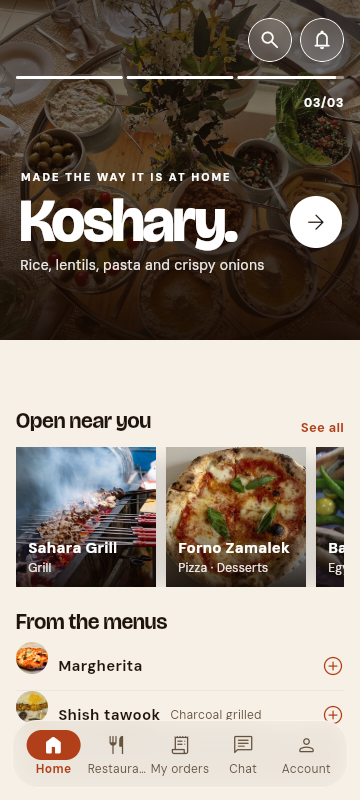 03/03
MADE THE WAY IT IS AT HOME
Koshary.
Rice, lentils, pasta and crispy onions
Open near you
See all
Sahara Grill
Grill
Forno Zamalek
Pizza · Desserts
From the menus
Margherita
Shish tawook Charcoal grilled
Home
Restaura...
My orders
Chat
Account